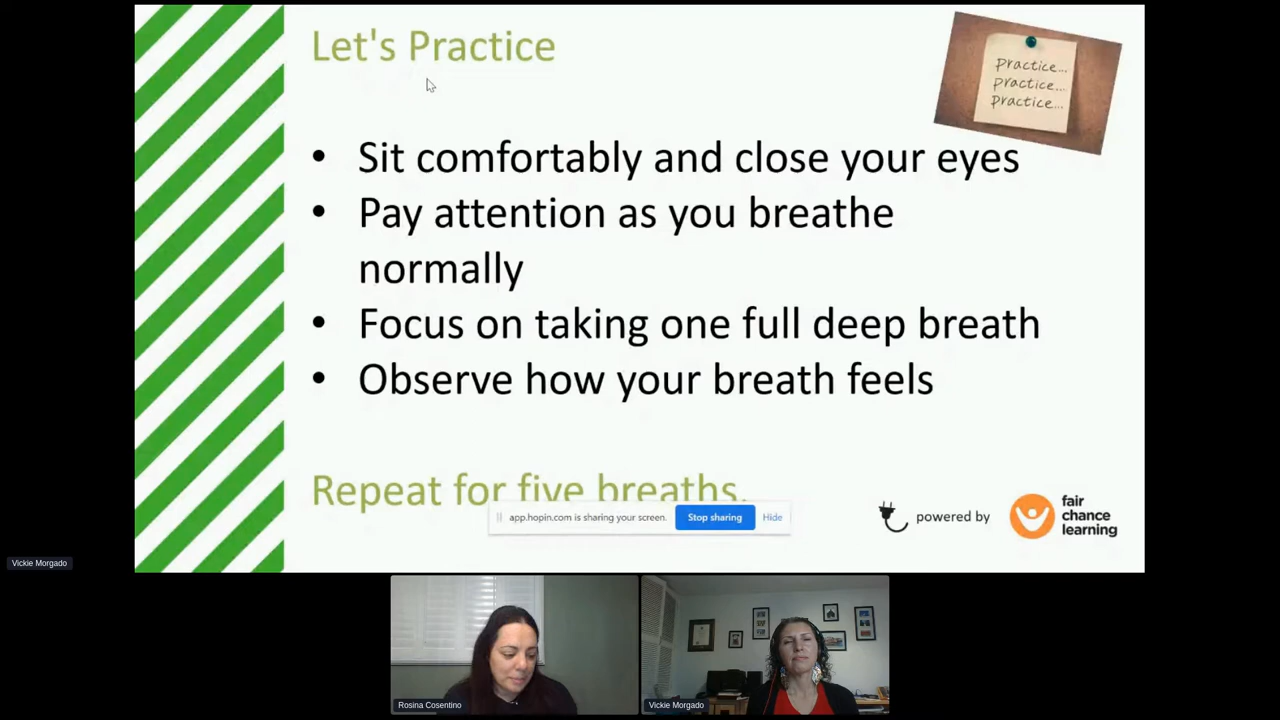 Let's Practice
Practice...
Practice...
Practice...
• Sit comfortably and close your eyes
• Pay attention as you breathe
normally
• Focus on taking one full deep breath
• Observe how your breath feels
Repeat for five breaths.
app.hopin.com is sharing your screen.
Stop sharing
Hide
powered by
fair
chance
learning
Vickie Morgado
Rosina Cosentino
Vickie Morgado